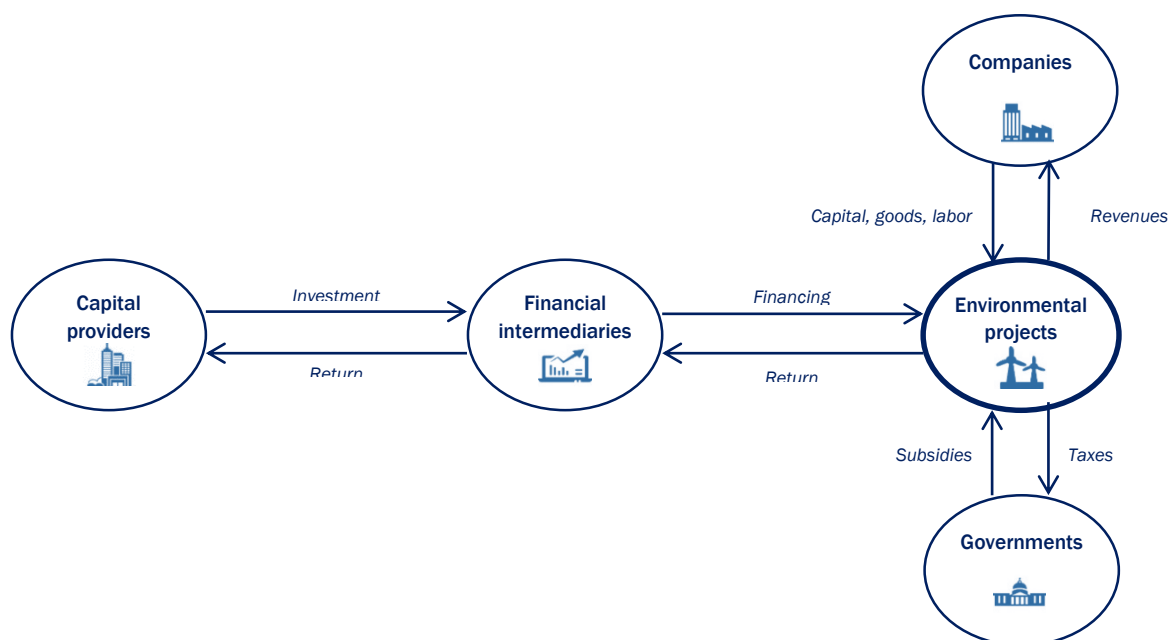 Companies
Capital, goods, labor
Revenues
Capital
providers
Investment
Return
Financial
intermediaries
Financing
Return
Environmental
projects
Subsidies
Taxes
Governments